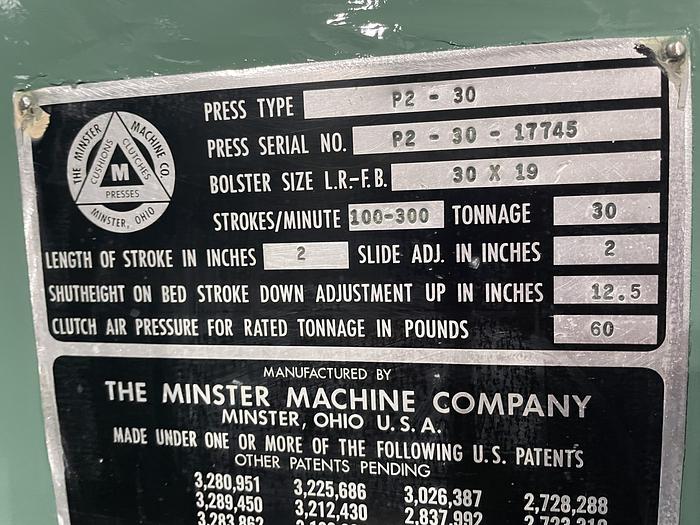 THE MINSTER MACHINE CO.
CUSHIONS CLUTCHES
M
PRESSES
MINSTER, OHIO
PRESS TYPE P2 - 30
PRESS SERIAL NO. P2 - 30 - 17745
BOLSTER SIZE L.R.-F.B. 30 X 19
STROKES/MINUTE 100-300 TONNAGE 30
LENGTH OF STROKE IN INCHES 2 SLIDE ADJ. IN INCHES 2
SHUTHEIGHT ON BED STROKE DOWN ADJUSTMENT UP IN INCHES 12.5
CLUTCH AIR PRESSURE FOR RATED TONNAGE IN POUNDS 60
MANUFACTURED BY
THE MINSTER MACHINE COMPANY
MINSTER, OHIO U.S.A.
MADE UNDER ONE OR MORE OF THE FOLLOWING U.S. PATENTS
OTHER PATENTS PENDING
3,280,951 3,225,686 3,026,387 2,728,288
3,289,450 3,212,430 2,837,992
3,283,862